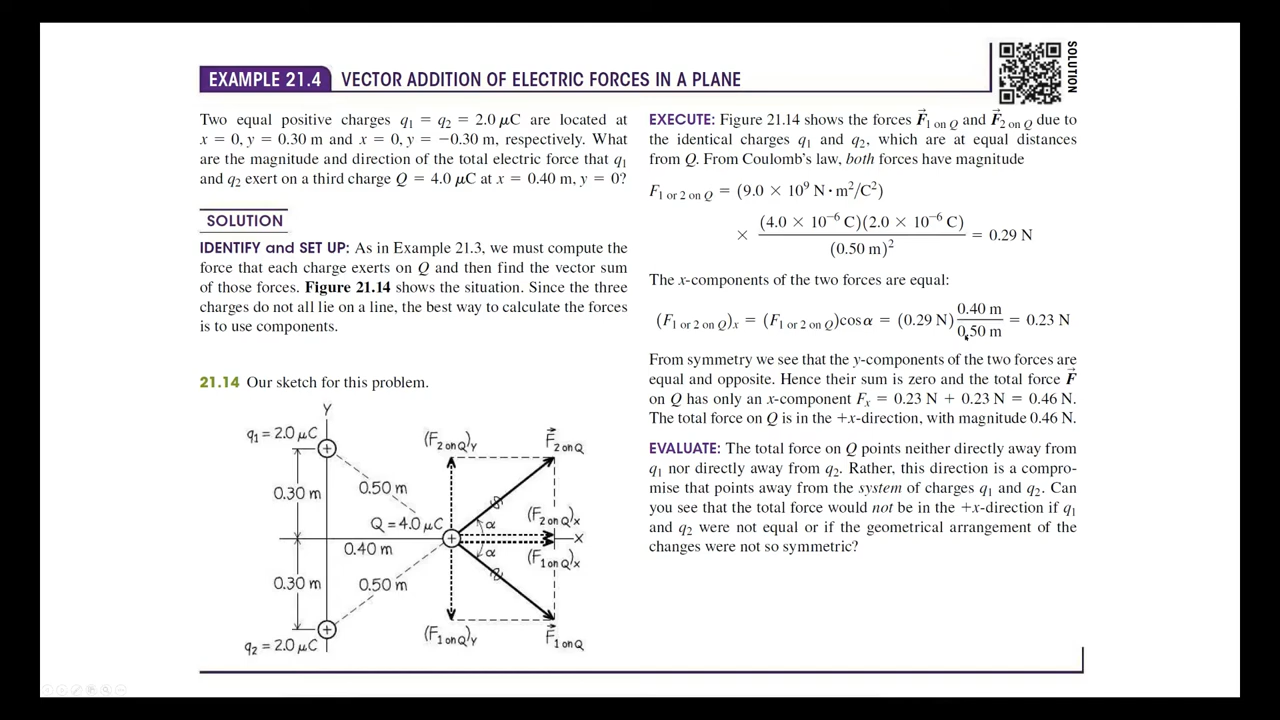 EXAMPLE 21.4 VECTOR ADDITION OF ELECTRIC FORCES IN A PLANE
SOLUTION
Two equal positive charges q₁ = q₂ = 2.0 μC are located at
x = 0, y = 0.30 m and x = 0, y = −0.30 m, respectively. What
are the magnitude and direction of the total electric force that q₁
and q₂ exert on a third charge Q = 4.0 μC at x = 0.40 m, y = 0?
SOLUTION
IDENTIFY and SET UP: As in Example 21.3, we must compute the
force that each charge exerts on Q and then find the vector sum
of those forces. Figure 21.14 shows the situation. Since the three
charges do not all lie on a line, the best way to calculate the forces
is to use components.
21.14 Our sketch for this problem.
Y
q₁ = 2.0 μC
0.30 m
0.50 m
Q = 4.0 μC
0.40 m
0.30 m
0.50 m
q₂ = 2.0 μC
(F₂ on Q)Y
F⃗₂ on Q
α
(F₂ on Q)x
X
α
(F₁ on Q)x
(F₁ on Q)Y
F⃗₁ on Q
EXECUTE: Figure 21.14 shows the forces F⃗₁ on Q and F⃗₂ on Q due to
the identical charges q₁ and q₂, which are at equal distances
from Q. From Coulomb’s law, both forces have magnitude
F₁ or 2 on Q = (9.0 × 10⁹ N · m²/C²)
× (4.0 × 10⁻⁶ C)(2.0 × 10⁻⁶ C) / (0.50 m)² = 0.29 N
The x-components of the two forces are equal:
(F₁ or 2 on Q)ₓ = (F₁ or 2 on Q)cos α = (0.29 N) 0.40 m / 0.50 m = 0.23 N
From symmetry we see that the y-components of the two forces are
equal and opposite. Hence their sum is zero and the total force F⃗
on Q has only an x-component Fₓ = 0.23 N + 0.23 N = 0.46 N.
The total force on Q is in the +x-direction, with magnitude 0.46 N.
EVALUATE: The total force on Q points neither directly away from
q₁ nor directly away from q₂. Rather, this direction is a compro-
mise that points away from the system of charges q₁ and q₂. Can
you see that the total force would not be in the +x-direction if q₁
and q₂ were not equal or if the geometrical arrangement of the
changes were not so symmetric?